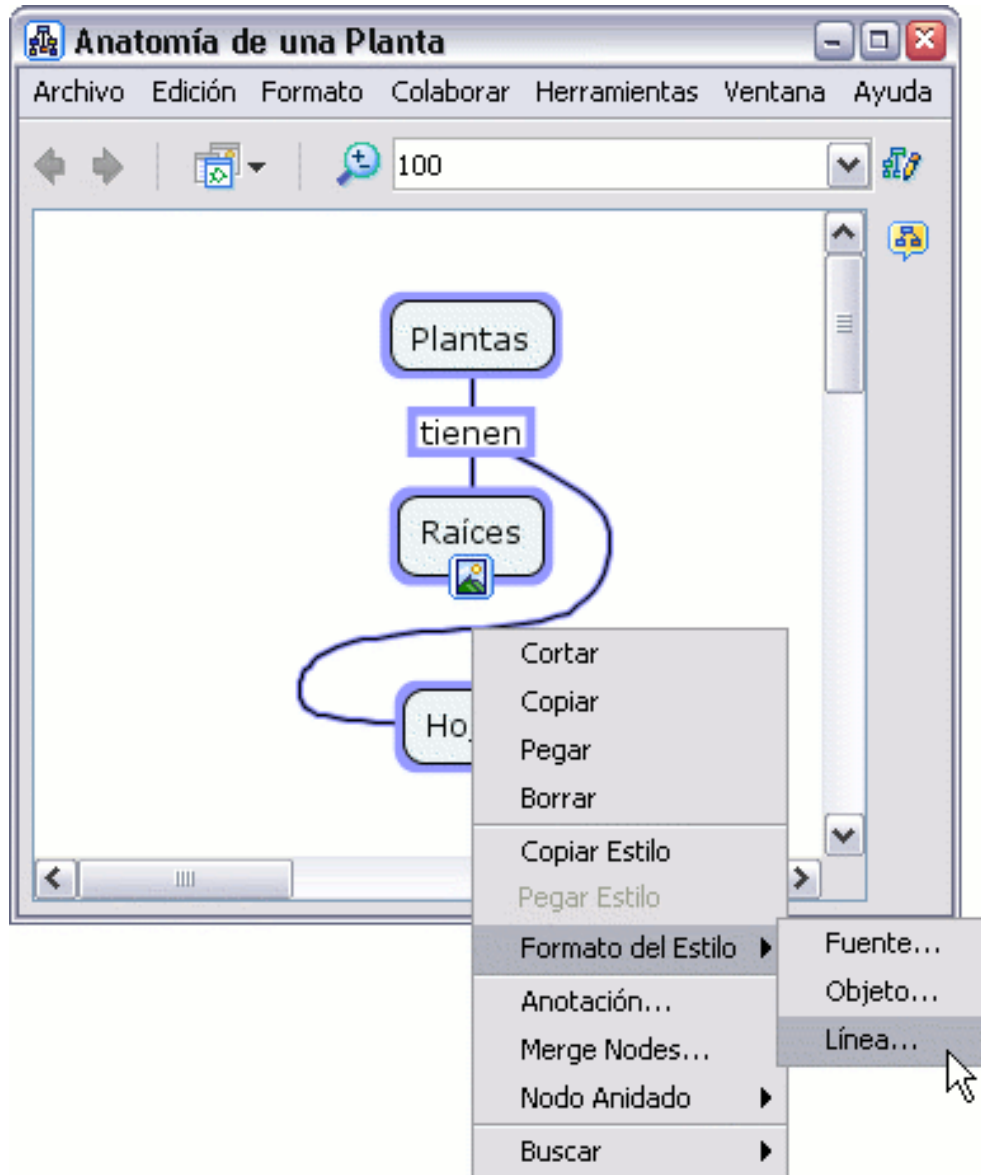 Anatomía de una Planta
Archivo Edición Formato Colaborar Herramientas Ventana Ayuda
100
Plantas
tienen
Raíces
Cortar
Copiar
Ho
Pegar
Borrar
Copiar Estilo
Pegar Estilo
Formato del Estilo
Fuente...
Objeto...
Línea...
Anotación...
Merge Nodes...
Nodo Anidado
Buscar